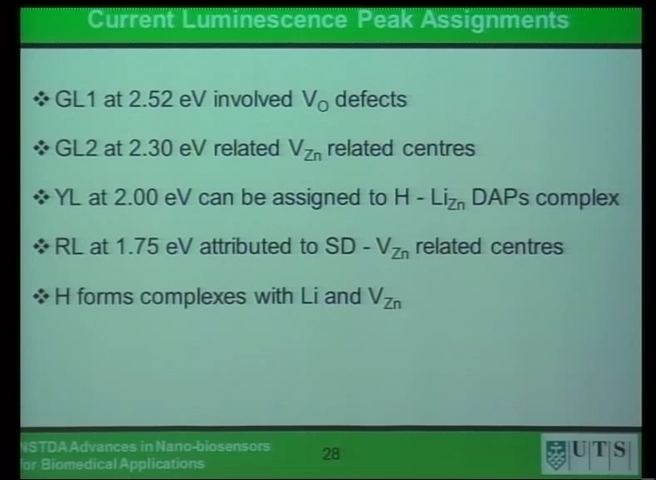 Current Luminescence Peak Assignments
❖ GL1 at 2.52 eV involved VO defects
❖ GL2 at 2.30 eV related VZn related centres
❖ YL at 2.00 eV can be assigned to H - LiZn DAPs complex
❖ RL at 1.75 eV attributed to SD - VZn related centres
❖ H forms complexes with Li and VZn
NSTDA Advances in Nano-biosensors
for Biomedical Applications
28
UTS